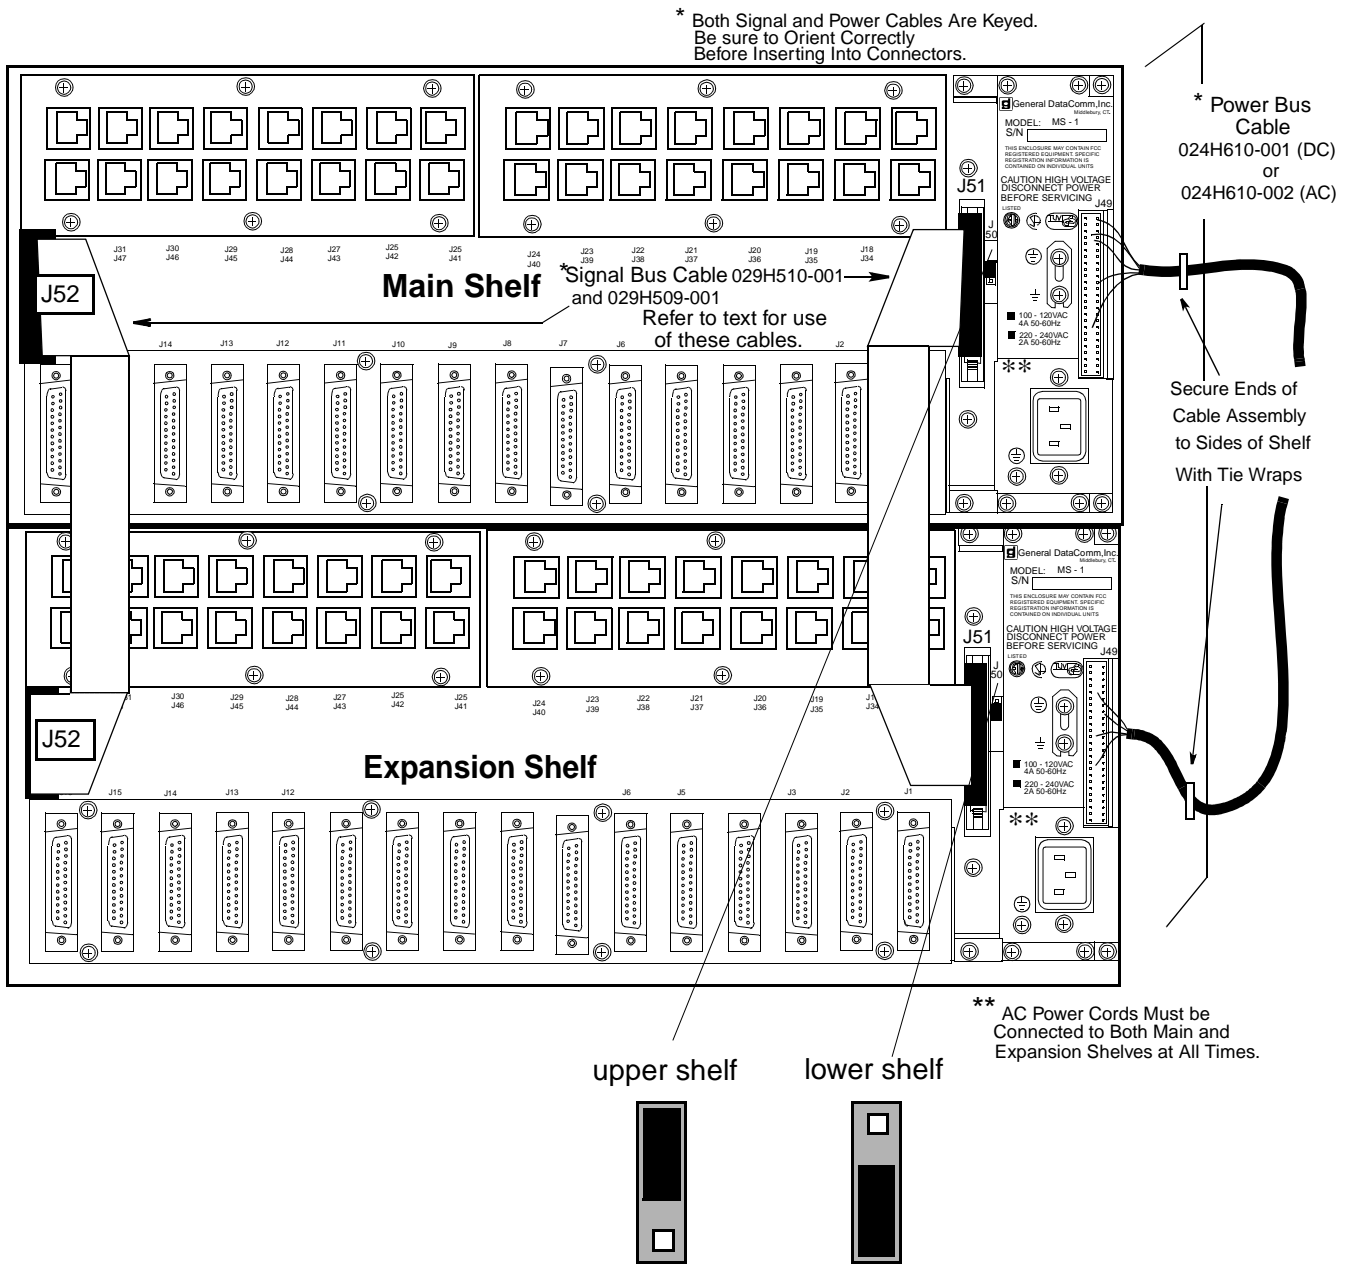 * Both Signal and Power Cables Are Keyed.
Be sure to Orient Correctly
Before Inserting Into Connectors.
* Power Bus
Cable
024H610-001 (DC)
or
024H610-002 (AC)
General DataComm,Inc.
Middlebury, CT.
MODEL: MS - 1
S/N
THIS ENCLOSURE MAY CONTAIN FCC
REGISTERED EQUIPMENT. SPECIFIC
REGISTRATION INFORMATION IS
CONTAINED ON INDIVIDUAL UNITS
CAUTION HIGH VOLTAGE
DISCONNECT POWER
BEFORE SERVICING
LISTED
TUV
J51
J49
J
50
J31 J30 J29 J28 J27 J25 J25 J24 J23 J22 J21 J20 J19 J18
J47 J46 J45 J44 J43 J42 J41 J40 J39 J38 J37 J36 J35 J34
J52
Main Shelf
*Signal Bus Cable 029H510-001
and 029H509-001
Refer to text for use
of these cables.
100 - 120VAC
4A 50-60Hz
220 - 240VAC
2A 50-60Hz
**
J14 J13 J12 J11 J10 J9 J8 J7 J6 J2
Secure Ends of
Cable Assembly
to Sides of Shelf
With Tie Wraps
General DataComm,Inc.
Middlebury, CT.
MODEL: MS - 1
S/N
THIS ENCLOSURE MAY CONTAIN FCC
REGISTERED EQUIPMENT. SPECIFIC
REGISTRATION INFORMATION IS
CONTAINED ON INDIVIDUAL UNITS
CAUTION HIGH VOLTAGE
DISCONNECT POWER
BEFORE SERVICING
LISTED
TUV
J51
J49
J
50
1 J30 J29 J28 J27 J25 J25 J24 J23 J22 J21 J20 J19 J1
J46 J45 J44 J43 J42 J41 J40 J39 J38 J37 J36 J35 J34
J52
Expansion Shelf
100 - 120VAC
4A 50-60Hz
220 - 240VAC
2A 50-60Hz
**
J15 J14 J13 J12 J6 J5 J3 J2 J1
** AC Power Cords Must be
Connected to Both Main and
Expansion Shelves at All Times.
upper shelf
lower shelf